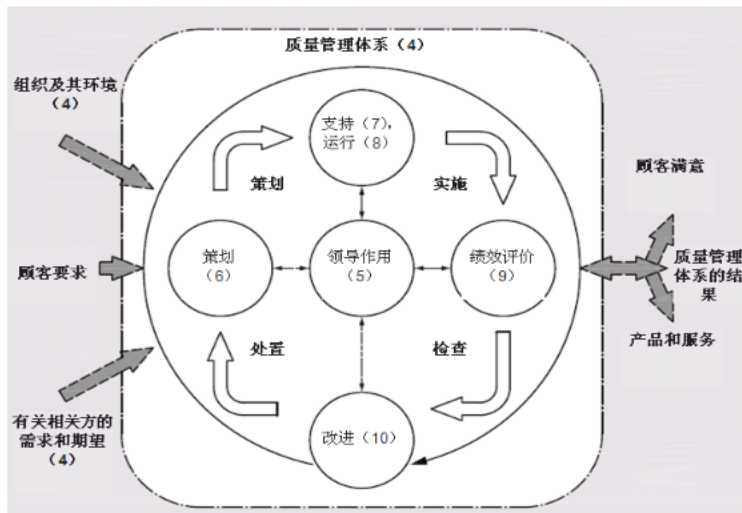 质量管理体系（4）
组织及其环境
（4）
支持（7），
运行（8）
策划
实施
顾客满意
顾客要求
策划
（6）
领导作用
（5）
绩效评价
（9）
质量管理
体系的结
果
处置
检查
产品和服务
有关相关方的
需求和期望
（4）
改进（10）